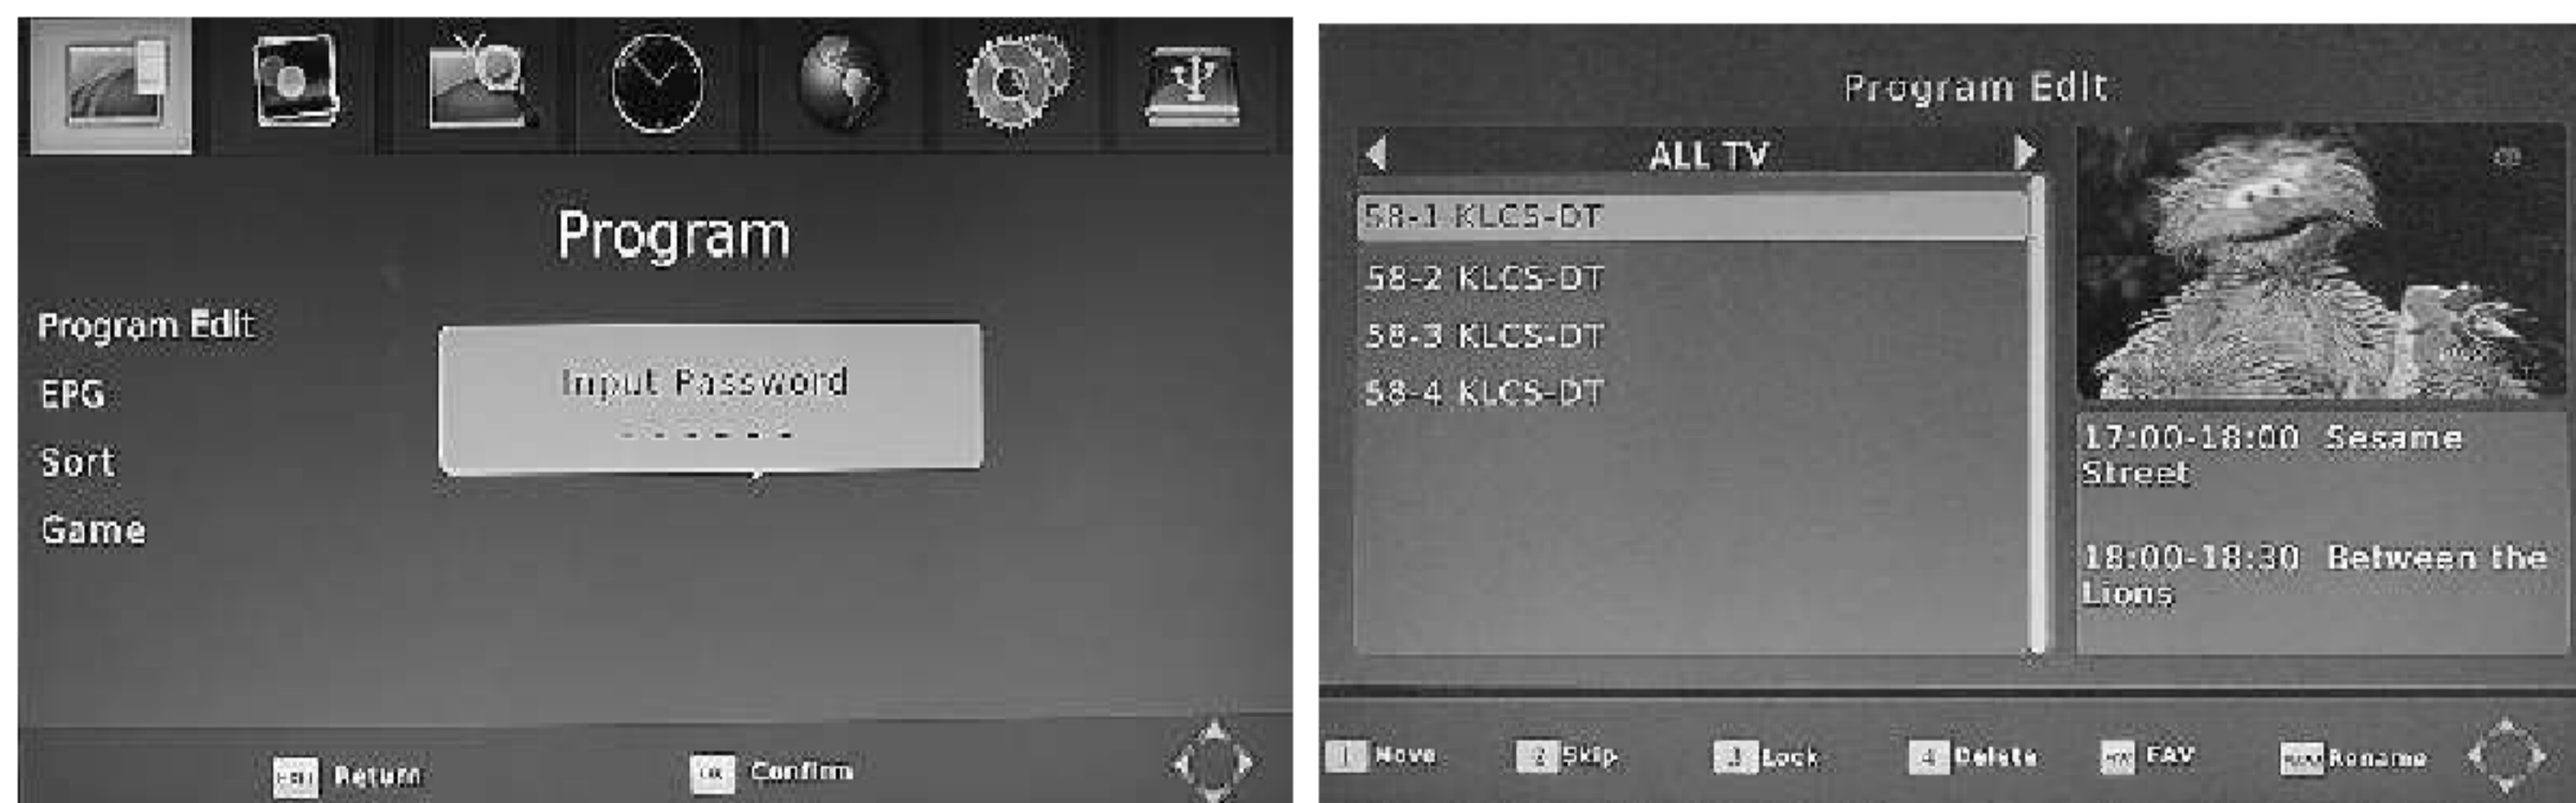 Program
Program Edit
EPG
Sort
Game
Input Password
- - - - - -
EXIT Return
OK Confirm
Program Edit
ALL TV
58-1 KLCS-DT
58-2 KLCS-DT
58-3 KLCS-DT
58-4 KLCS-DT
17:00-18:00 Sesame
Street
18:00-18:30 Between the
Lions
1 Move 2 Skip 3 Lock 4 Delete FAV Rename